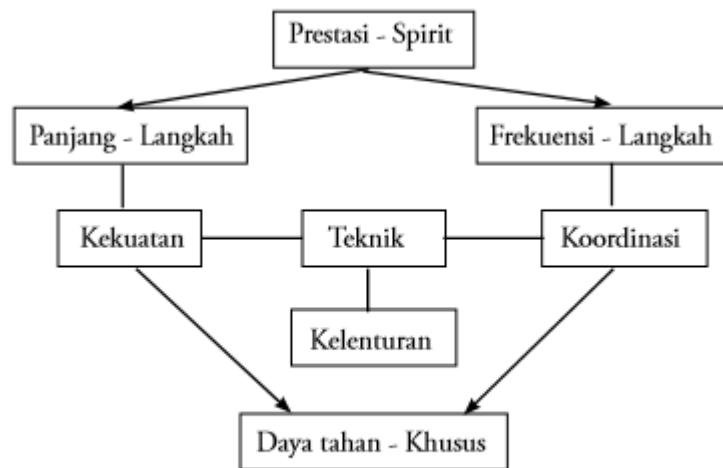 Prestasi - Spirit
Panjang - Langkah
Frekuensi - Langkah
Kekuatan
Teknik
Koordinasi
Kelenturan
Daya tahan - Khusus